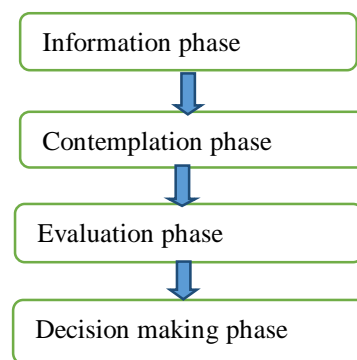 Information phase
Contemplation phase
Evaluation phase
Decision making phase